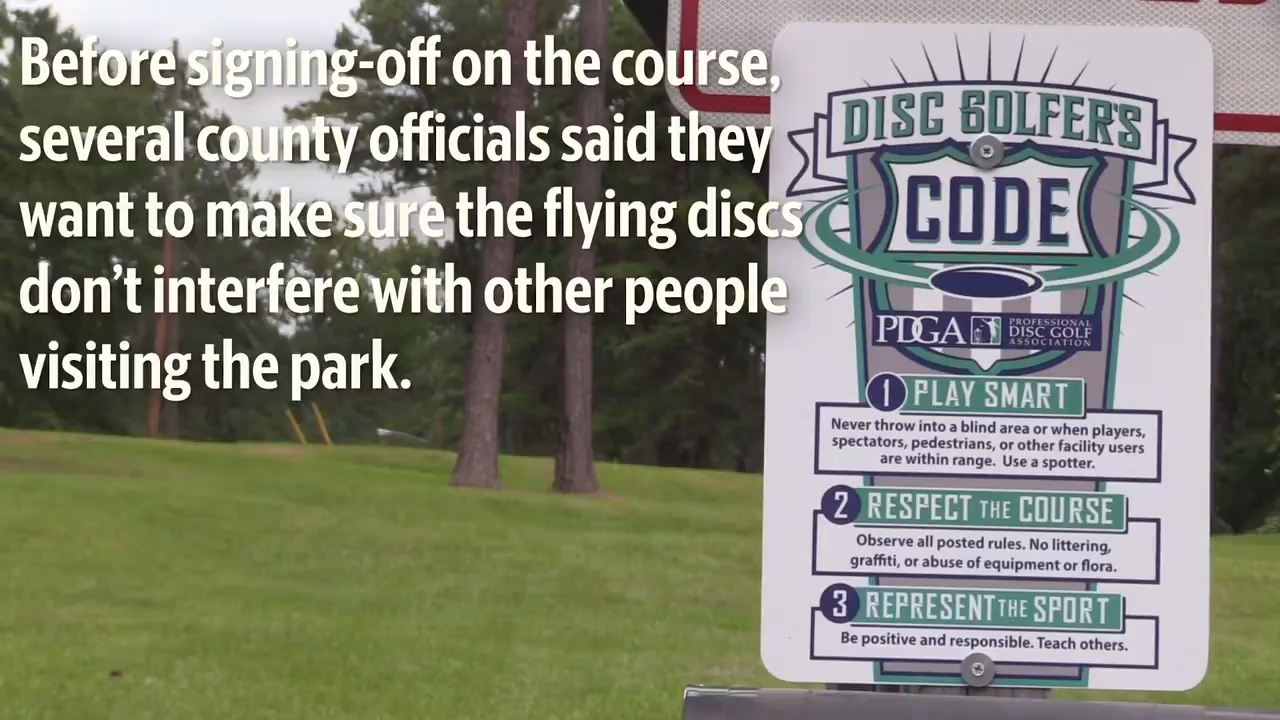 Before signing-off on the course,
several county officials said they
want to make sure the flying discs
don't interfere with other people
visiting the park.
DISC GOLFER'S
CODE
PDGA PROFESSIONAL
DISC GOLF
ASSOCIATION
1 PLAY SMART
Never throw into a blind area or when players,
spectators, pedestrians, or other facility users
are within range. Use a spotter.
2 RESPECT THE COURSE
Observe all posted rules. No littering,
graffiti, or abuse of equipment or flora.
3 REPRESENT THE SPORT
Be positive and responsible. Teach others.